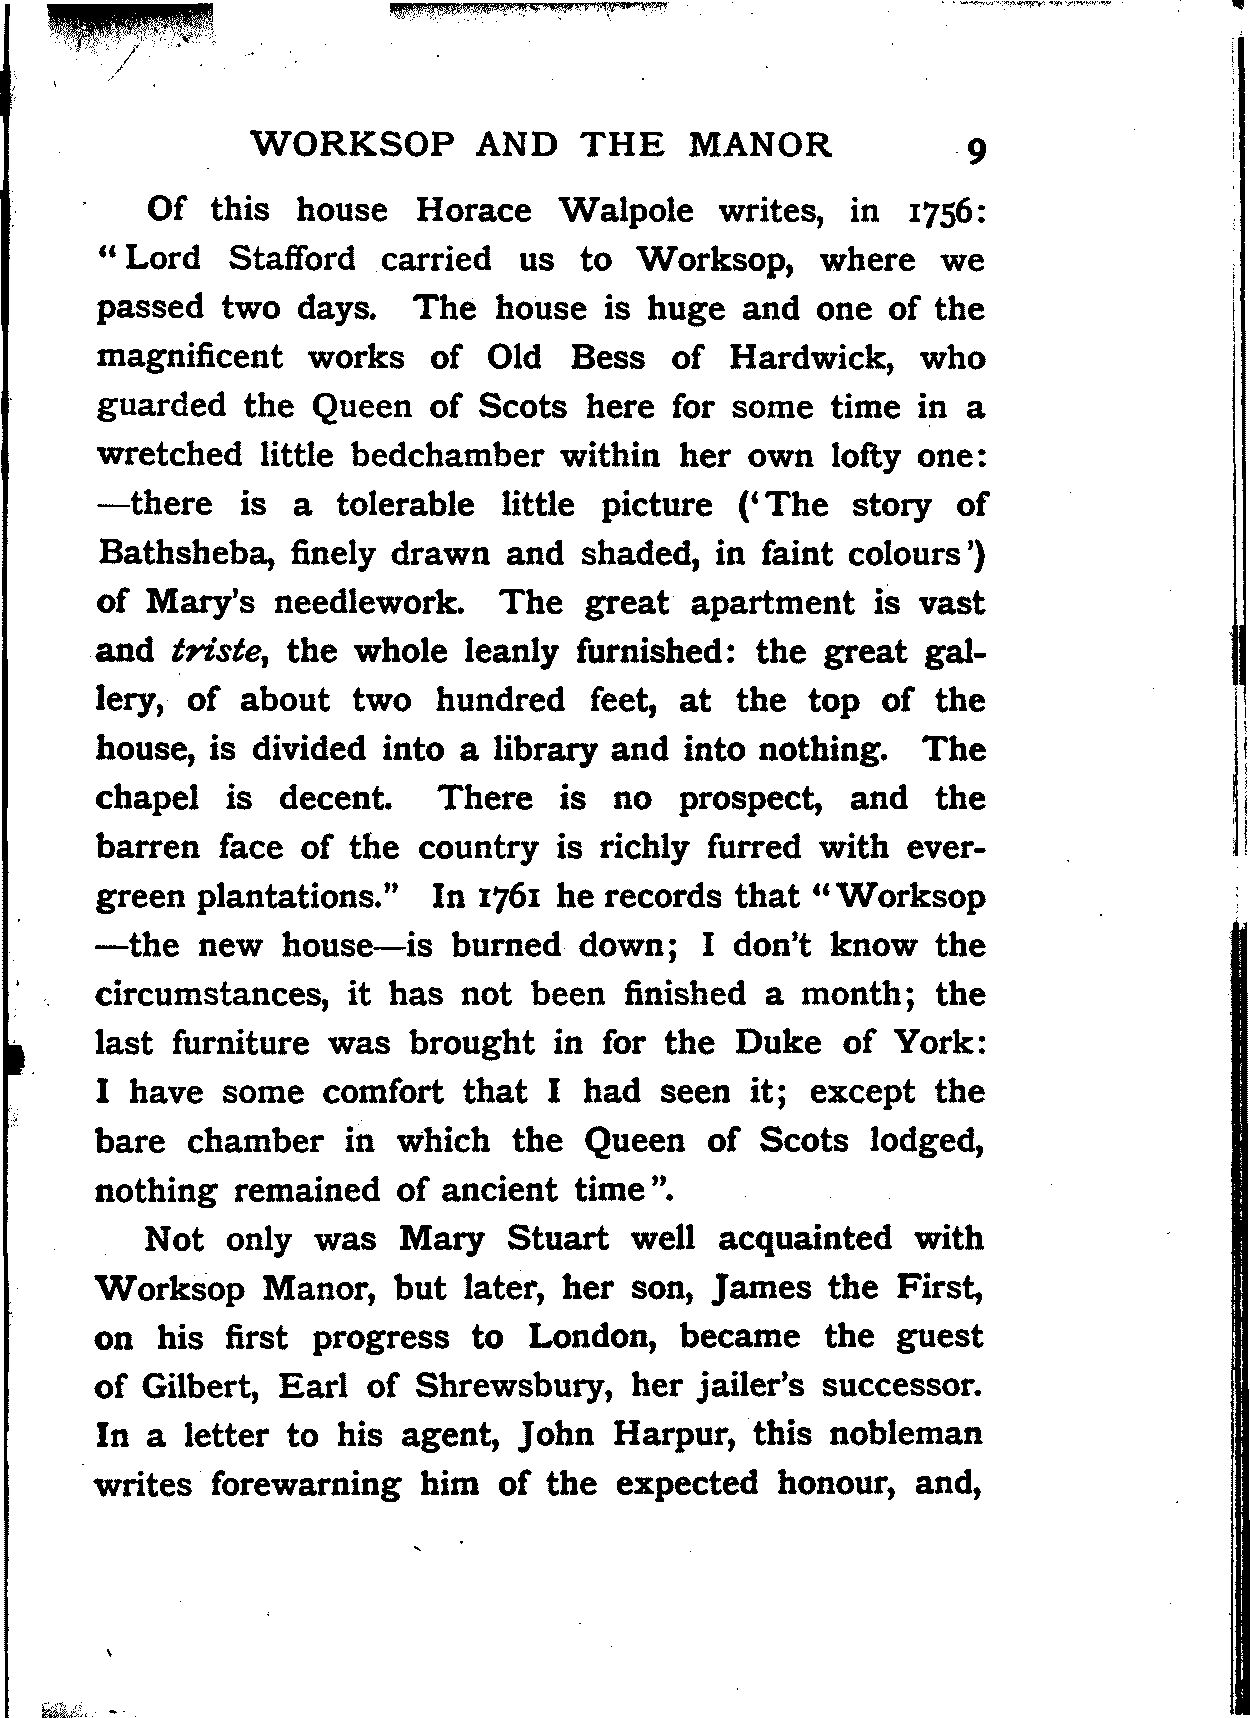 WORKSOP AND THE MANOR 9
Of this house Horace Walpole writes, in 1756:
“Lord Stafford carried us to Worksop, where we
passed two days. The house is huge and one of the
magnificent works of Old Bess of Hardwick, who
guarded the Queen of Scots here for some time in a
wretched little bedchamber within her own lofty one:
—there is a tolerable little picture (‘The story of
Bathsheba, finely drawn and shaded, in faint colours’)
of Mary’s needlework. The great apartment is vast
and triste, the whole leanly furnished: the great gal-
lery, of about two hundred feet, at the top of the
house, is divided into a library and into nothing. The
chapel is decent. There is no prospect, and the
barren face of the country is richly furred with ever-
green plantations.” In 1761 he records that “Worksop
—the new house—is burned down; I don’t know the
circumstances, it has not been finished a month; the
last furniture was brought in for the Duke of York:
I have some comfort that I had seen it; except the
bare chamber in which the Queen of Scots lodged,
nothing remained of ancient time”.
Not only was Mary Stuart well acquainted with
Worksop Manor, but later, her son, James the First,
on his first progress to London, became the guest
of Gilbert, Earl of Shrewsbury, her jailer’s successor.
In a letter to his agent, John Harpur, this nobleman
writes forewarning him of the expected honour, and,